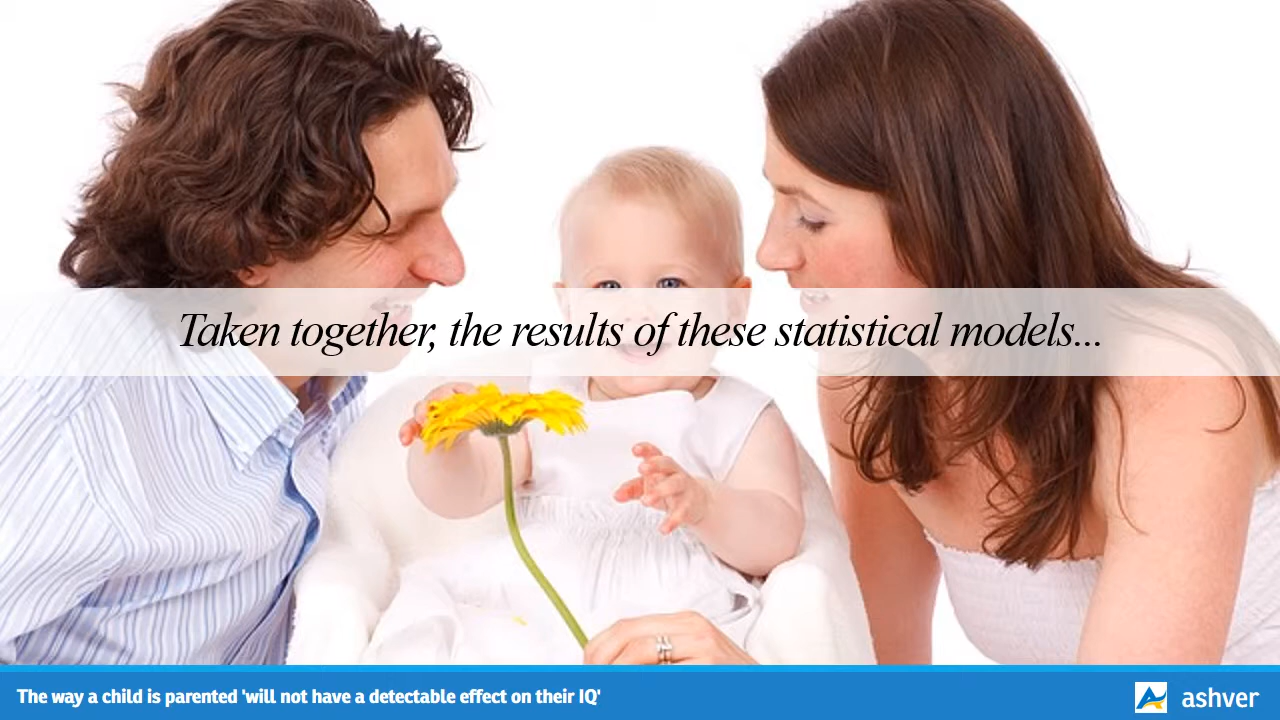 Taken together, the results of these statistical models...
The way a child is parented 'will not have a detectable effect on their IQ'
ashver